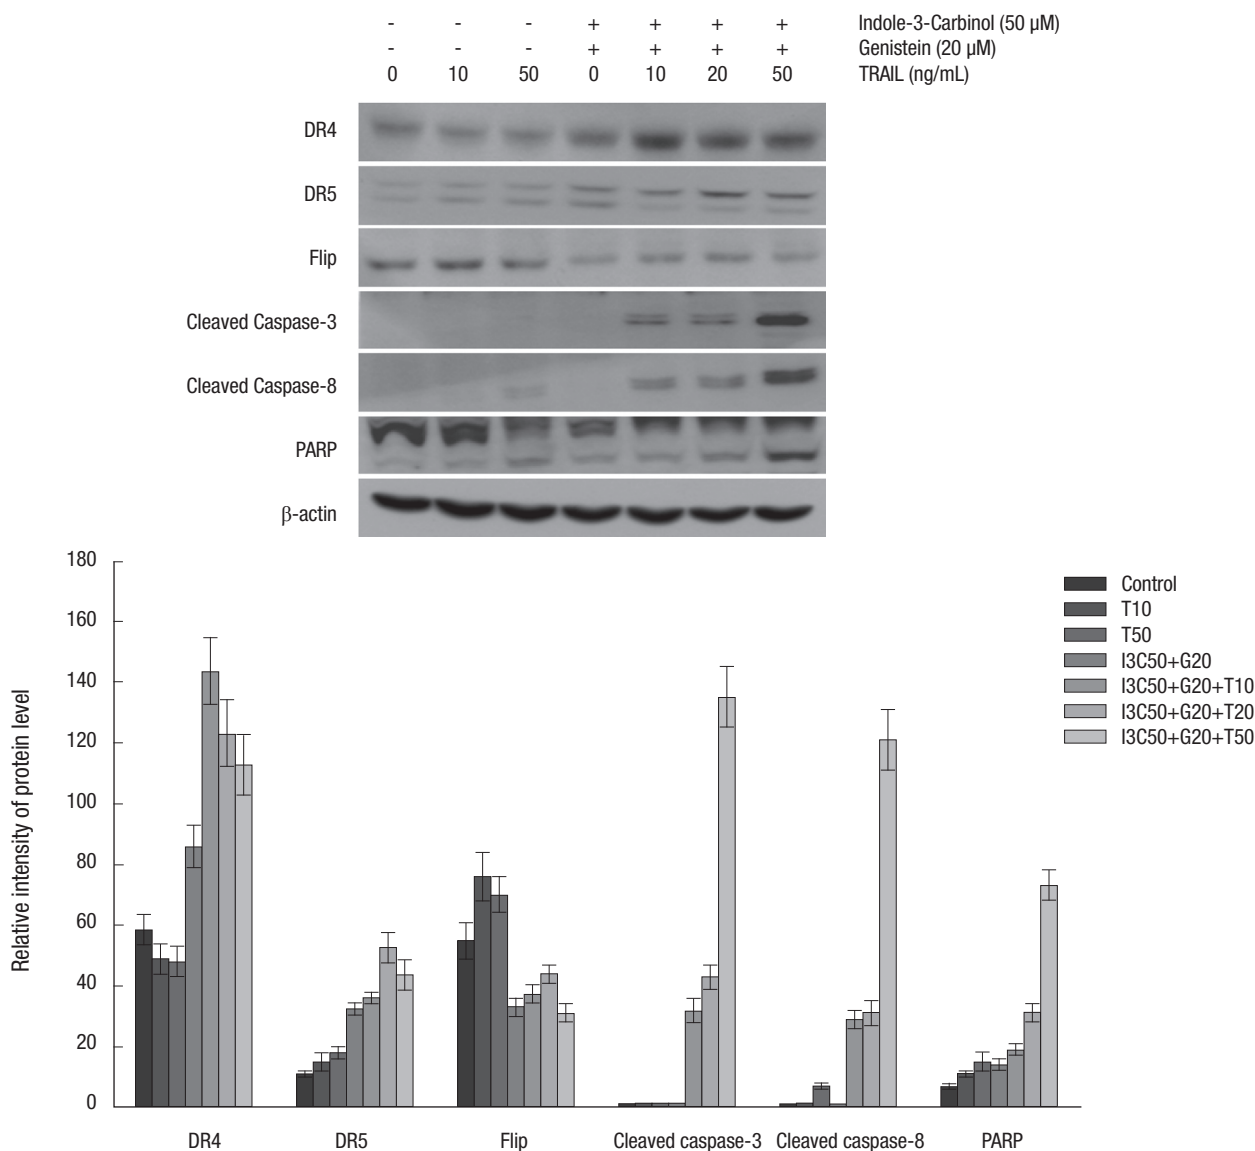 - - - + + + + Indole-3-Carbinol (50 µM)
- - - + + + + Genistein (20 µM)
0 10 50 0 10 20 50 TRAIL (ng/mL)
DR4
DR5
Flip
Cleaved Caspase-3
Cleaved Caspase-8
PARP
β-actin
Relative intensity of protein level
180
160
140
120
100
80
60
40
20
0
DR4 DR5 Flip Cleaved caspase-3 Cleaved caspase-8 PARP
Control
T10
T50
I3C50+G20
I3C50+G20+T10
I3C50+G20+T20
I3C50+G20+T50